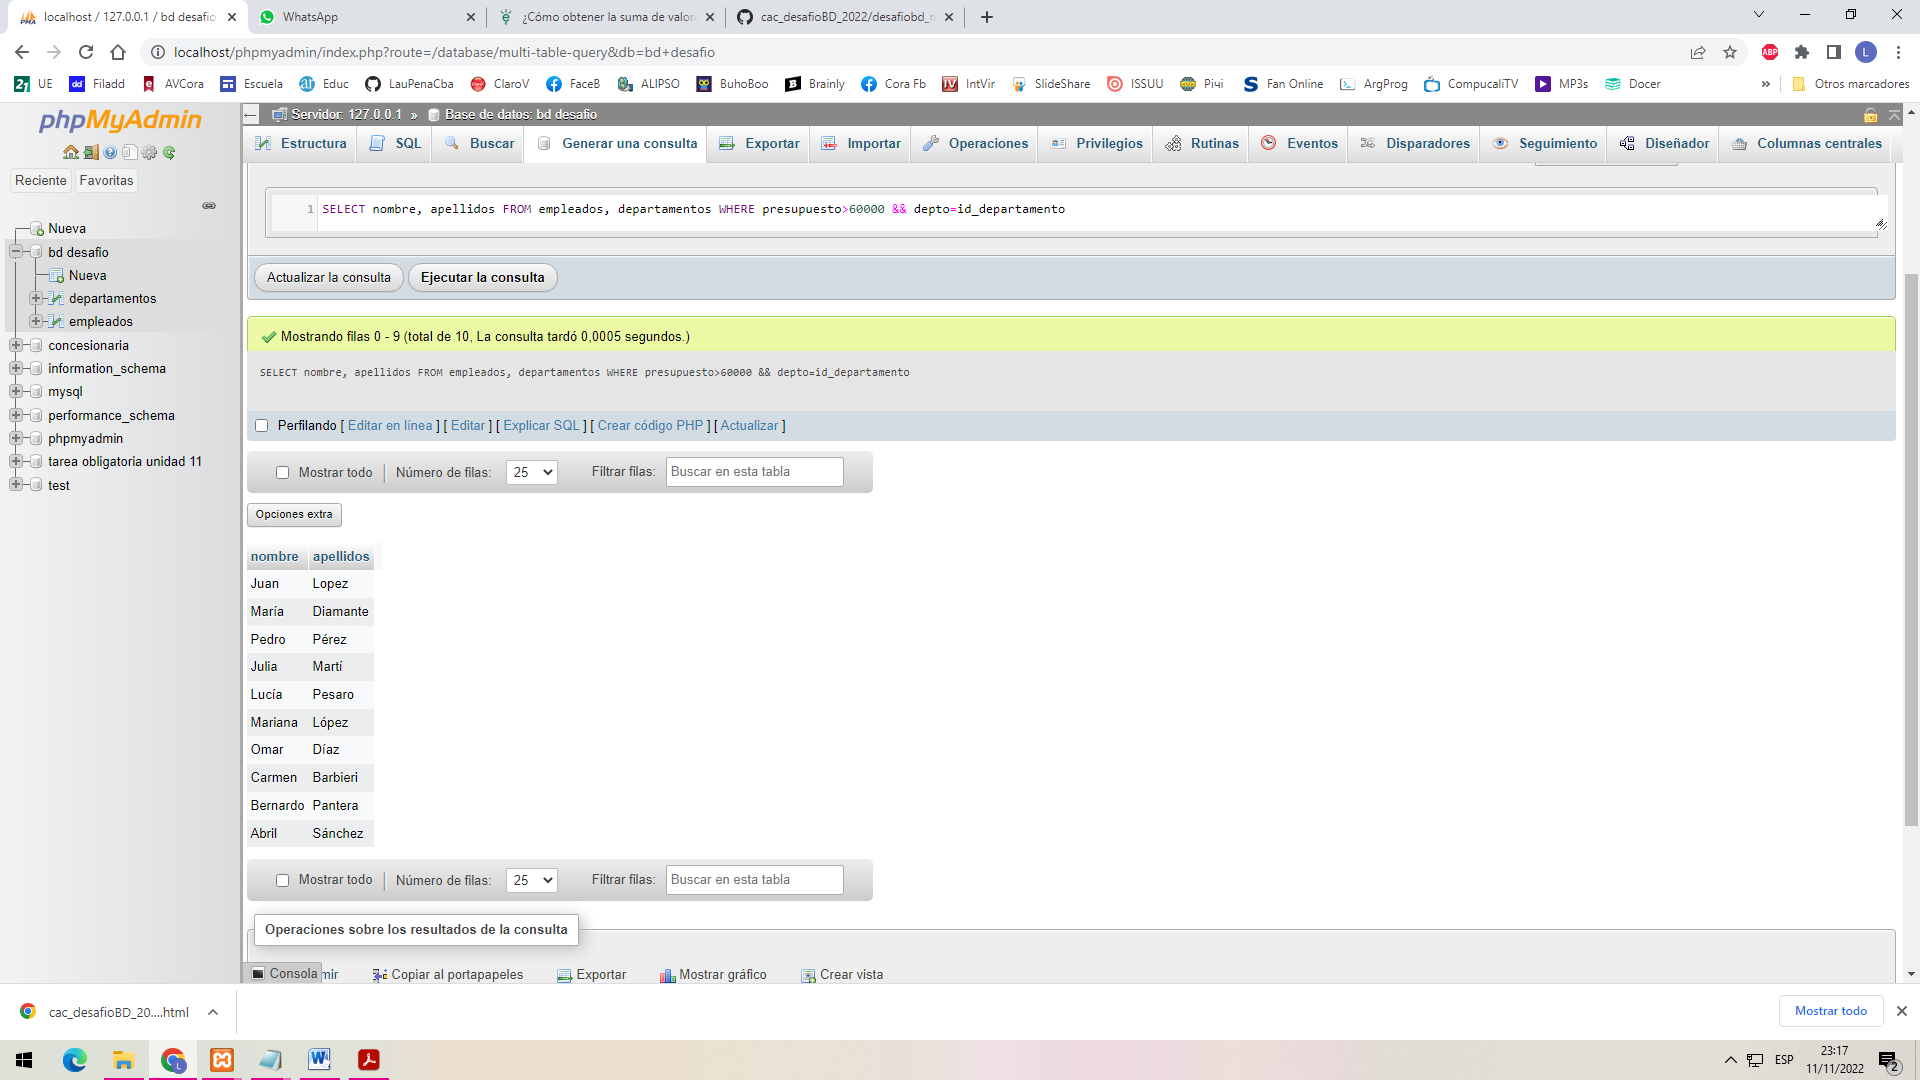 localhost / 127.0.0.1 / bd desafio
WhatsApp
¿Cómo obtener la suma de valor
cac_desafioBD_2022/desafiobd_
localhost/phpmyadmin/index.php?route=/database/multi-table-query&db=bd+desafio
ABP
L
UE
Filadd
AVCora
Escuela
Educ
LauPenaCba
ClaroV
FaceB
ALIPSO
BuhoBoo
Brainly
Cora Fb
IntVir
SlideShare
ISSUU
Piui
Fan Online
ArgProg
CompucaliTV
MP3s
Docer
»
Otros marcadores
phpMyAdmin
Reciente
Favoritas
Nueva
bd desafio
Nueva
departamentos
empleados
concesionaria
information_schema
mysql
performance_schema
phpmyadmin
tarea obligatoria unidad 11
test
Servidor: 127.0.0.1 » Base de datos: bd desafio
Estructura
SQL
Buscar
Generar una consulta
Exportar
Importar
Operaciones
Privilegios
Rutinas
Eventos
Disparadores
Seguimiento
Diseñador
Columnas centrales
1 SELECT nombre, apellidos FROM empleados, departamentos WHERE presupuesto>60000 && depto=id_departamento
Actualizar la consulta
Ejecutar la consulta
Mostrando filas 0 - 9 (total de 10, La consulta tardó 0,0005 segundos.)
SELECT nombre, apellidos FROM empleados, departamentos WHERE presupuesto>60000 && depto=id_departamento
Perfilando [ Editar en línea ] [ Editar ] [ Explicar SQL ] [ Crear código PHP ] [ Actualizar ]
Mostrar todo | Número de filas: 25 Filtrar filas: Buscar en esta tabla
Opciones extra
nombre apellidos
Juan Lopez
María Diamante
Pedro Pérez
Julia Martí
Lucía Pesaro
Mariana López
Omar Díaz
Carmen Barbieri
Bernardo Pantera
Abril Sánchez
Mostrar todo | Número de filas: 25 Filtrar filas: Buscar en esta tabla
Operaciones sobre los resultados de la consulta
Consola
mir
Copiar al portapapeles
Exportar
Mostrar gráfico
Crear vista
cac_desafioBD_20....html
Mostrar todo
ESP
23:17
11/11/2022
2